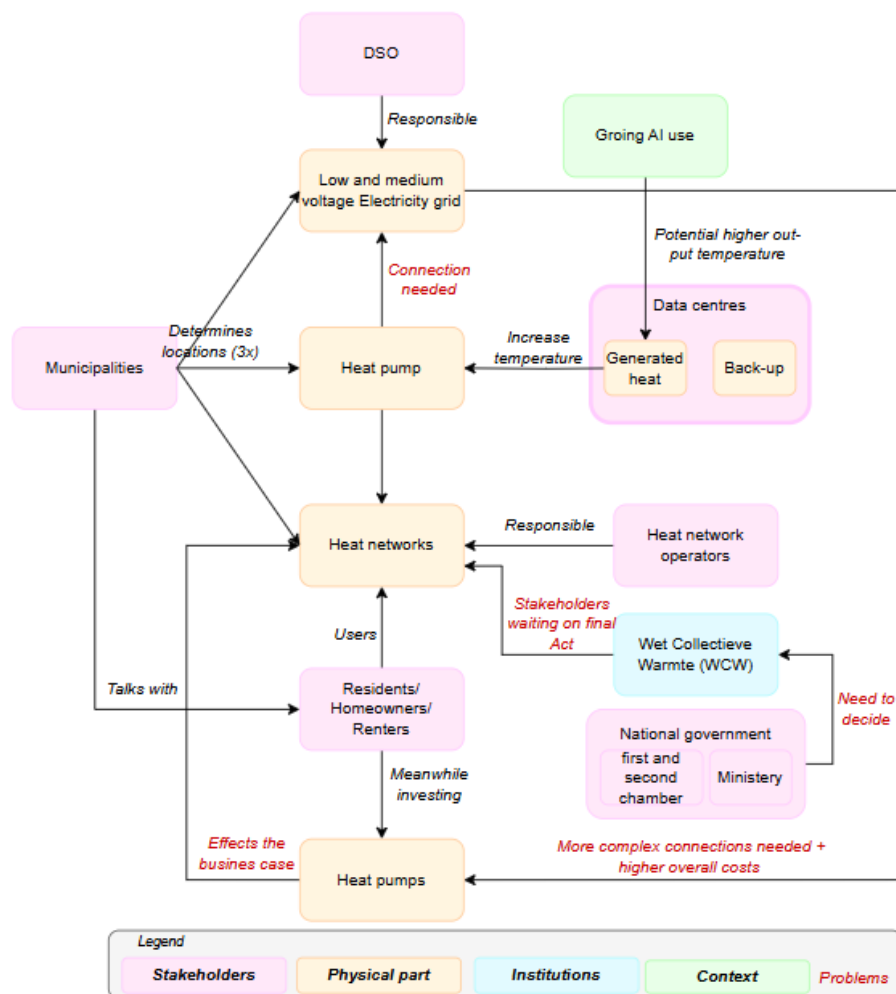 DSO
Responsible
Groing AI use
Low and medium
voltage Electricity grid
Potential higher out-
put temperature
Connection
needed
Data centres
Determines
locations (3x)
Increase
temperature
Municipalities
Heat pump
Generated
heat
Back-up
Responsible
Heat networks
Heat network
operators
Stakeholders
waiting on final
Act
Users
Wet Collectieve
Warmte (WCW)
Talks with
Residents/
Homeowners/
Renters
Need to
decide
National government
first and
second
chamber
Ministery
Meanwhile
investing
Effects the
busines case
More complex connections needed +
higher overall costs
Heat pumps
Legend
Stakeholders
Physical part
Institutions
Context
Problems